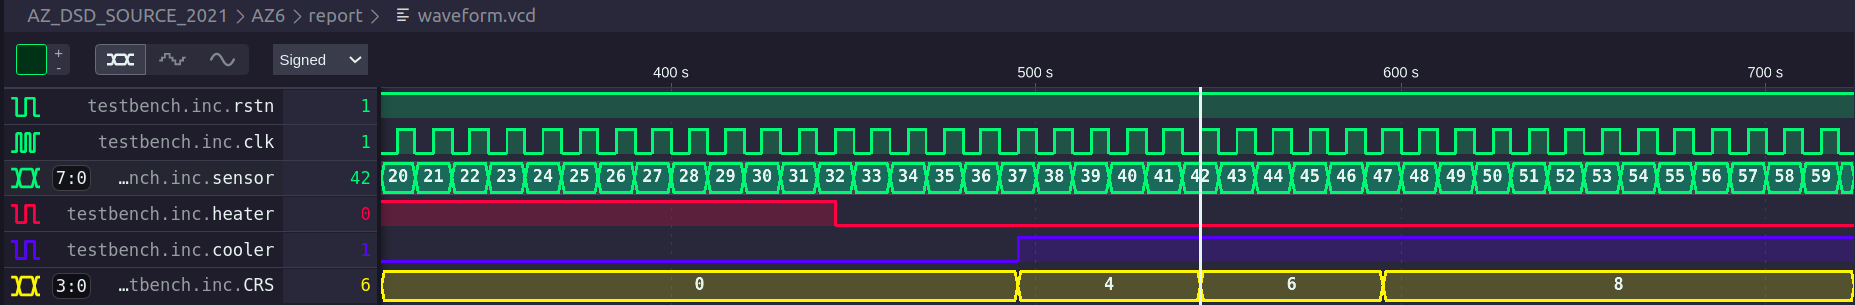 AZ_DSD_SOURCE_2021 > AZ6 > report > waveform.vcd
+
-
Signed
400 s 500 s 600 s 700 s
testbench.inc.rstn 1
testbench.inc.clk 1
7:0 …nch.inc.sensor 42 20 21 22 23 24 25 26 27 28 29 30 31 32 33 34 35 36 37 38 39 40 41 42 43 44 45 46 47 48 49 50 51 52 53 54 55 56 57 58 59
testbench.inc.heater 0
testbench.inc.cooler 1
3:0 …tbench.inc.CRS 6 0 4 6 8